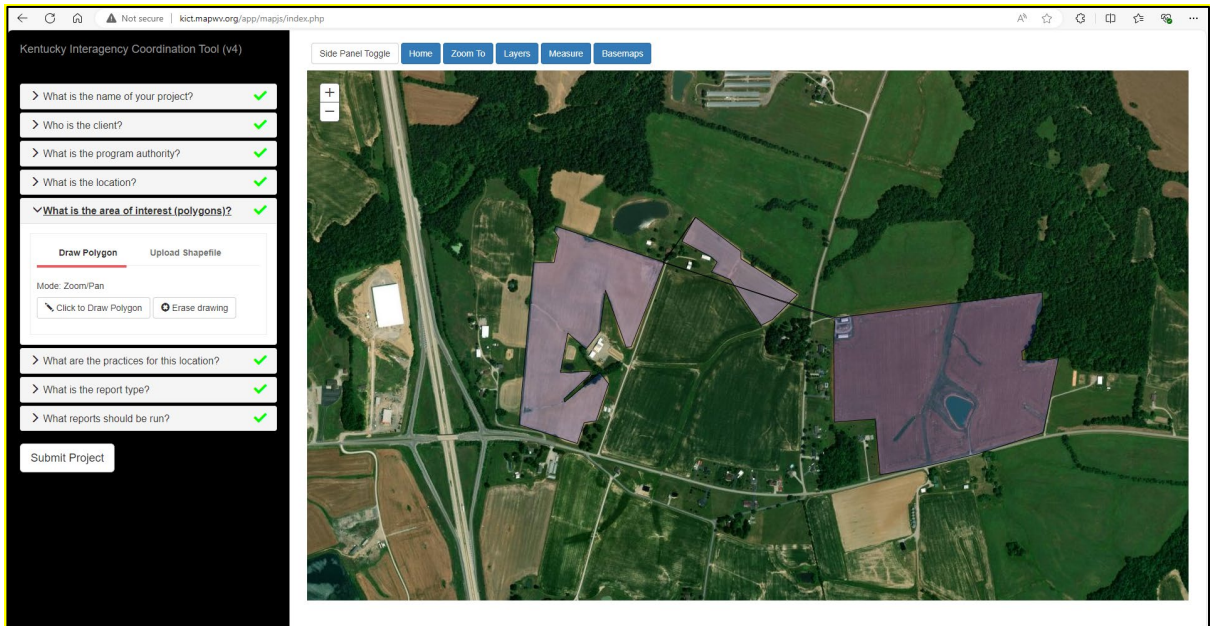 Not secure | kict.mapwv.org/app/mapjs/index.php
Kentucky Interagency Coordination Tool (v4)
Side Panel Toggle Home Zoom To Layers Measure Basemaps
+
−
What is the name of your project?
Who is the client?
What is the program authority?
What is the location?
What is the area of interest (polygons)?
Draw Polygon Upload Shapefile
Mode: Zoom/Pan
Click to Draw Polygon Erase drawing
What are the practices for this location?
What is the report type?
What reports should be run?
Submit Project